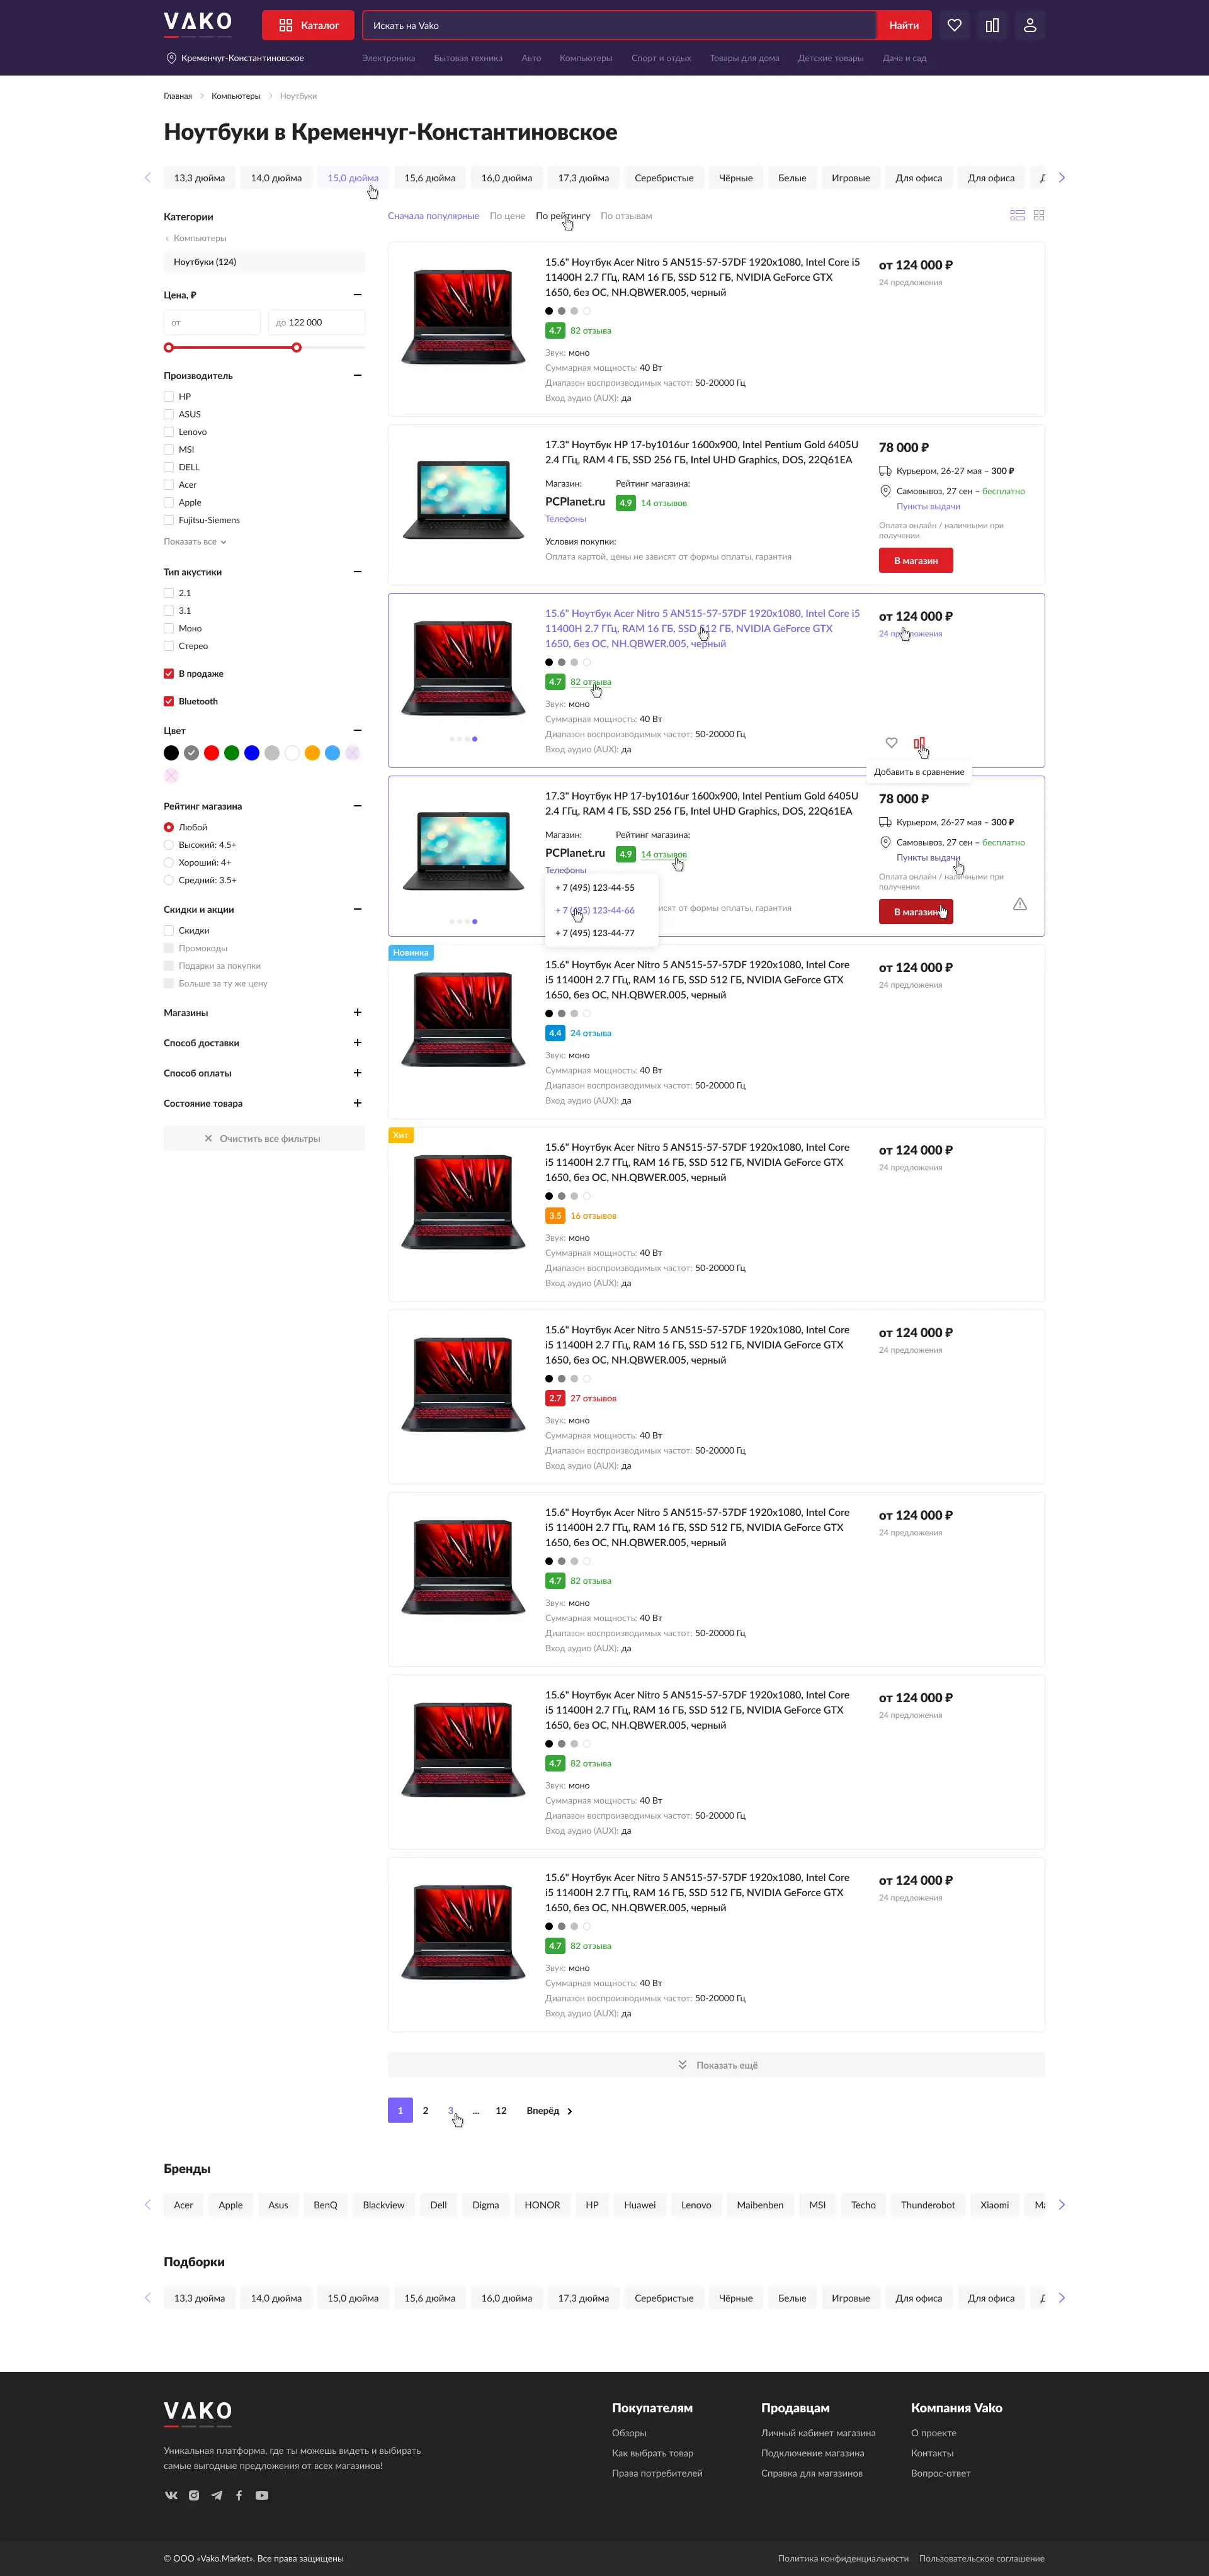 VΛKO
Каталог
Искать на Vako
Найти
Кременчуг-Константиновское
Электроника
Бытовая техника
Авто
Компьютеры
Спорт и отдых
Товары для дома
Детские товары
Дача и сад
Главная
Компьютеры
Ноутбуки
Ноутбуки в Кременчуг-Константиновское
13,3 дюйма
14,0 дюйма
15,0 дюйма
15,6 дюйма
16,0 дюйма
17,3 дюйма
Серебристые
Чёрные
Белые
Игровые
Для офиса
Для офиса
Категории
Компьютеры
Ноутбуки (124)
Цена, ₽
от
до 122 000
Производитель
HP
ASUS
Lenovo
MSI
DELL
Acer
Apple
Fujitsu-Siemens
Показать все
Тип акустики
2.1
3.1
Моно
Стерео
В продаже
Bluetooth
Цвет
Рейтинг магазина
Любой
Высокий: 4.5+
Хороший: 4+
Средний: 3.5+
Скидки и акции
Скидки
Промокоды
Подарки за покупки
Больше за ту же цену
Магазины
Способ доставки
Способ оплаты
Состояние товара
Очистить все фильтры
Сначала популярные
По цене
По рейтингу
По отзывам
15.6" Ноутбук Acer Nitro 5 AN515-57-57DF 1920x1080, Intel Core i5
11400H 2.7 ГГц, RAM 16 ГБ, SSD 512 ГБ, NVIDIA GeForce GTX
1650, без ОС, NH.QBWER.005, черный
4.7 82 отзыва
Звук: моно
Суммарная мощность: 40 Вт
Диапазон воспроизводимых частот: 50-20000 Гц
Вход аудио (AUX): да
от 124 000 ₽
24 предложения
17.3" Ноутбук HP 17-by1016ur 1600x900, Intel Pentium Gold 6405U
2.4 ГГц, RAM 4 ГБ, SSD 256 ГБ, Intel UHD Graphics, DOS, 22Q61EA
Магазин:
PCPlanet.ru
Телефоны
Рейтинг магазина:
4.9 14 отзывов
Условия покупки:
Оплата картой, цены не зависят от формы оплаты, гарантия
78 000 ₽
Курьером, 26-27 мая – 300 ₽
Самовывоз, 27 сен – бесплатно
Пункты выдачи
Оплата онлайн / наличными при
получении
В магазин
15.6" Ноутбук Acer Nitro 5 AN515-57-57DF 1920x1080, Intel Core i5
11400H 2.7 ГГц, RAM 16 ГБ, SSD 512 ГБ, NVIDIA GeForce GTX
1650, без ОС, NH.QBWER.005, черный
4.7 82 отзыва
Звук: моно
Суммарная мощность: 40 Вт
Диапазон воспроизводимых частот: 50-20000 Гц
Вход аудио (AUX): да
от 124 000 ₽
24 предложения
Добавить в сравнение
17.3" Ноутбук HP 17-by1016ur 1600x900, Intel Pentium Gold 6405U
2.4 ГГц, RAM 4 ГБ, SSD 256 ГБ, Intel UHD Graphics, DOS, 22Q61EA
Магазин:
PCPlanet.ru
Телефоны
Рейтинг магазина:
4.9 14 отзывов
+ 7 (495) 123-44-55
+ 7 (495) 123-44-66
+ 7 (495) 123-44-77
исят от формы оплаты, гарантия
78 000 ₽
Курьером, 26-27 мая – 300 ₽
Самовывоз, 27 сен – бесплатно
Пункты выдачи
Оплата онлайн / наличными при
получении
В магазин
Новинка
15.6" Ноутбук Acer Nitro 5 AN515-57-57DF 1920x1080, Intel Core
i5 11400H 2.7 ГГц, RAM 16 ГБ, SSD 512 ГБ, NVIDIA GeForce GTX
1650, без ОС, NH.QBWER.005, черный
4.4 24 отзыва
Звук: моно
Суммарная мощность: 40 Вт
Диапазон воспроизводимых частот: 50-20000 Гц
Вход аудио (AUX): да
от 124 000 ₽
24 предложения
Хит
15.6" Ноутбук Acer Nitro 5 AN515-57-57DF 1920x1080, Intel Core
i5 11400H 2.7 ГГц, RAM 16 ГБ, SSD 512 ГБ, NVIDIA GeForce GTX
1650, без ОС, NH.QBWER.005, черный
3.5 16 отзывов
Звук: моно
Суммарная мощность: 40 Вт
Диапазон воспроизводимых частот: 50-20000 Гц
Вход аудио (AUX): да
от 124 000 ₽
24 предложения
15.6" Ноутбук Acer Nitro 5 AN515-57-57DF 1920x1080, Intel Core
i5 11400H 2.7 ГГц, RAM 16 ГБ, SSD 512 ГБ, NVIDIA GeForce GTX
1650, без ОС, NH.QBWER.005, черный
2.7 27 отзывов
Звук: моно
Суммарная мощность: 40 Вт
Диапазон воспроизводимых частот: 50-20000 Гц
Вход аудио (AUX): да
от 124 000 ₽
24 предложения
15.6" Ноутбук Acer Nitro 5 AN515-57-57DF 1920x1080, Intel Core
i5 11400H 2.7 ГГц, RAM 16 ГБ, SSD 512 ГБ, NVIDIA GeForce GTX
1650, без ОС, NH.QBWER.005, черный
4.7 82 отзыва
Звук: моно
Суммарная мощность: 40 Вт
Диапазон воспроизводимых частот: 50-20000 Гц
Вход аудио (AUX): да
от 124 000 ₽
24 предложения
15.6" Ноутбук Acer Nitro 5 AN515-57-57DF 1920x1080, Intel Core
i5 11400H 2.7 ГГц, RAM 16 ГБ, SSD 512 ГБ, NVIDIA GeForce GTX
1650, без ОС, NH.QBWER.005, черный
4.7 82 отзыва
Звук: моно
Суммарная мощность: 40 Вт
Диапазон воспроизводимых частот: 50-20000 Гц
Вход аудио (AUX): да
от 124 000 ₽
24 предложения
15.6" Ноутбук Acer Nitro 5 AN515-57-57DF 1920x1080, Intel Core
i5 11400H 2.7 ГГц, RAM 16 ГБ, SSD 512 ГБ, NVIDIA GeForce GTX
1650, без ОС, NH.QBWER.005, черный
4.7 82 отзыва
Звук: моно
Суммарная мощность: 40 Вт
Диапазон воспроизводимых частот: 50-20000 Гц
Вход аудио (AUX): да
от 124 000 ₽
24 предложения
Показать ещё
1 2 3 ... 12 Вперёд
Бренды
Acer
Apple
Asus
BenQ
Blackview
Dell
Digma
HONOR
HP
Huawei
Lenovo
Maibenben
MSI
Techo
Thunderobot
Xiaomi
Подборки
13,3 дюйма
14,0 дюйма
15,0 дюйма
15,6 дюйма
16,0 дюйма
17,3 дюйма
Серебристые
Чёрные
Белые
Игровые
Для офиса
Для офиса
VΛKO
Уникальная платформа, где ты можешь видеть и выбирать
самые выгодные предложения от всех магазинов!
Покупателям
Обзоры
Как выбрать товар
Права потребителей
Продавцам
Личный кабинет магазина
Подключение магазина
Справка для магазинов
Компания Vako
О проекте
Контакты
Вопрос-ответ
© ООО «Vako.Market». Все права защищены
Политика конфиденциальности
Пользовательское соглашение